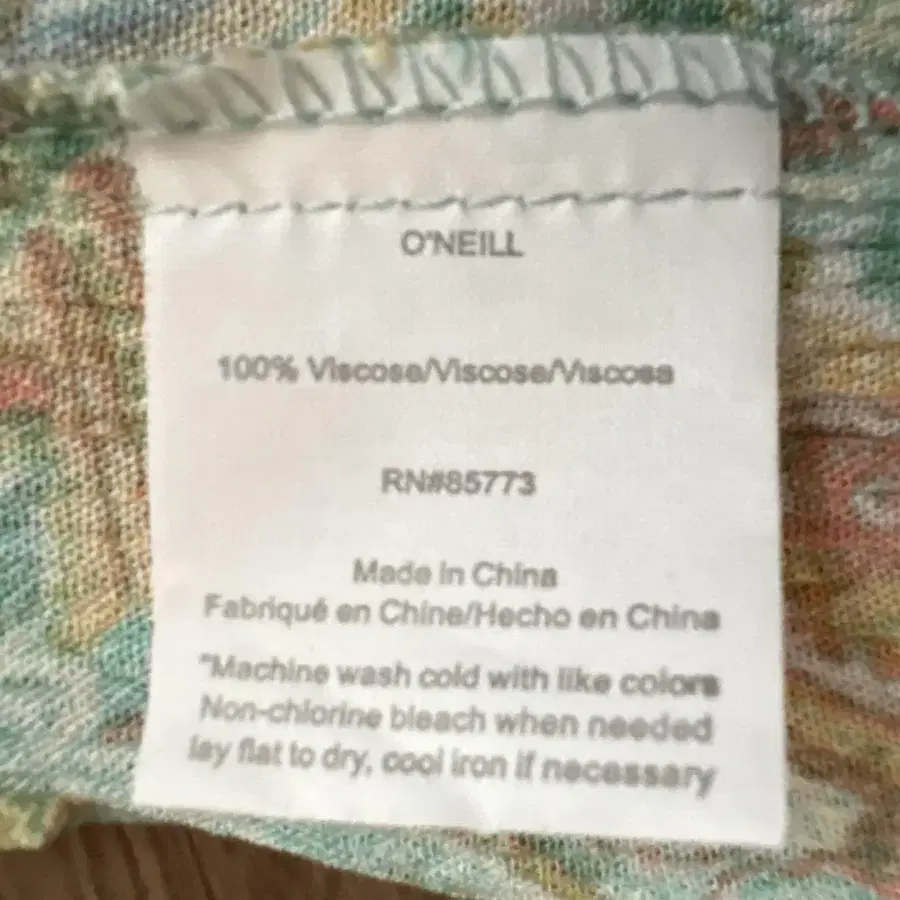 O'NEILL
100% Viscose/Viscose/Viscosa
RN#85773
Made in China
Fabriqué en Chine/Hecho en China
"Machine wash cold with like colors
Non-chlorine bleach when needed
lay flat to dry, cool iron if necessary